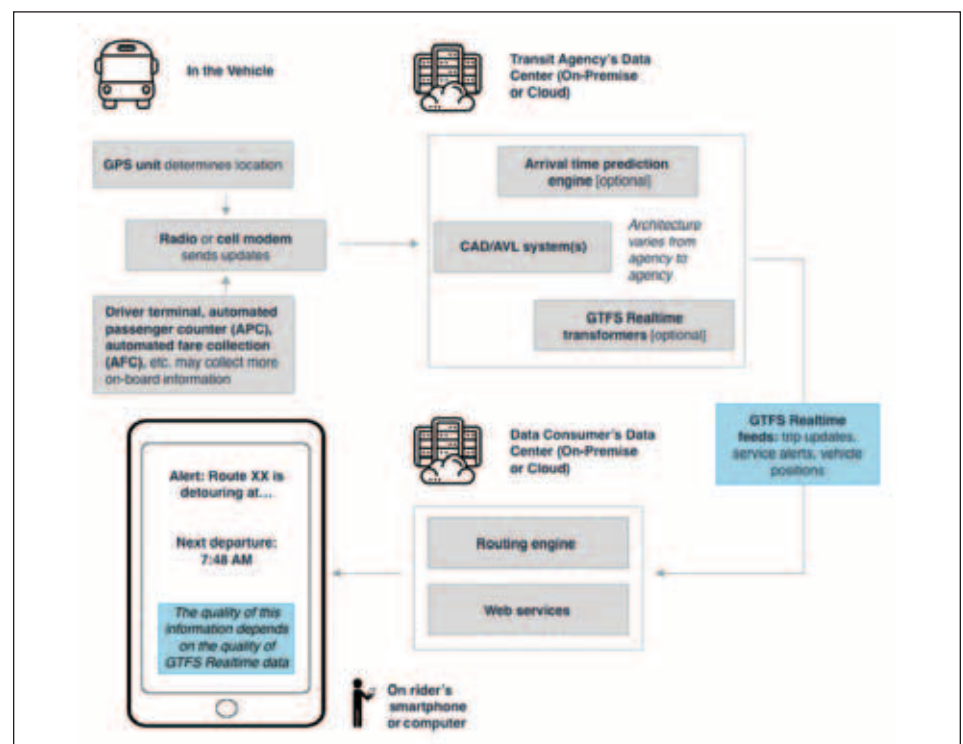 In the Vehicle
Transit Agency's Data
Center (On-Premise
or Cloud)
GPS unit determines location
Radio or cell modem
sends updates
Driver terminal, automated
passenger counter (APC),
automated fare collection
(AFC), etc. may collect more
on-board information
Arrival time prediction
engine [optional]
CAD/AVL system(s)
Architecture
varies from
agency to
agency
GTFS Realtime
transformers [optional]
GTFS Realtime
feeds: trip updates,
service alerts, vehicle
positions
Data Consumer's Data
Center (On-Premise
or Cloud)
Routing engine
Web services
Alert: Route XX is
detouring at...
Next departure:
7:48 AM
The quality of this
information depends
on the quality of
GTFS Realtime data
On rider's
smartphone
or computer